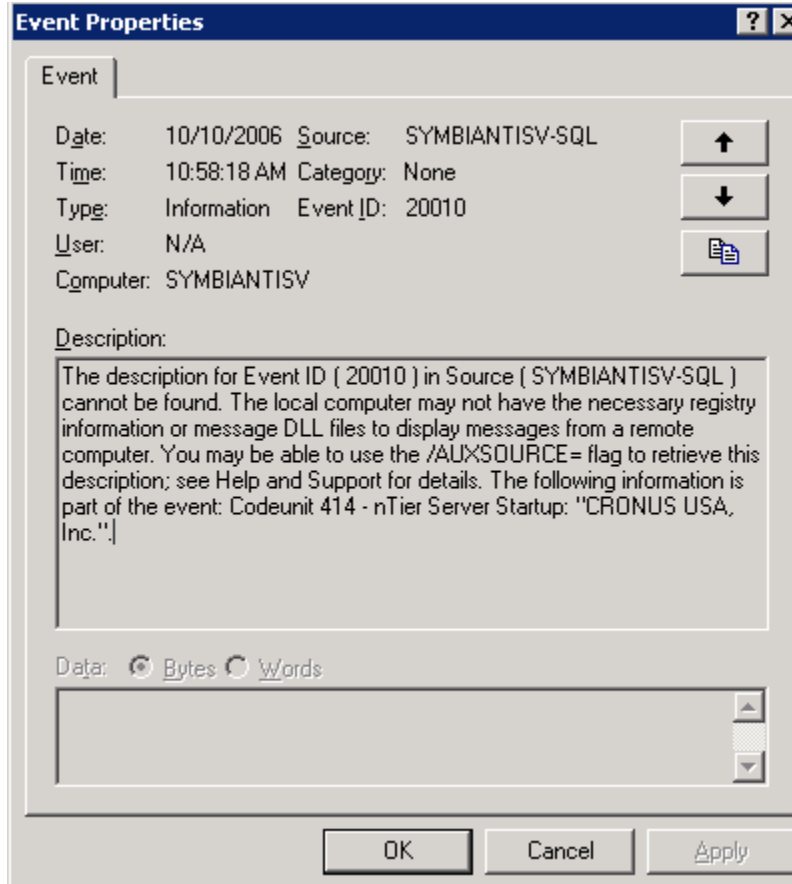 Event Properties
Event
Date: 10/10/2006 Source: SYMBIANTISV-SQL
Time: 10:58:18 AM Category: None
Type: Information Event ID: 20010
User: N/A
Computer: SYMBIANTISV
Description:
The description for Event ID ( 20010 ) in Source ( SYMBIANTISV-SQL )
cannot be found. The local computer may not have the necessary registry
information or message DLL files to display messages from a remote
computer. You may be able to use the /AUXSOURCE= flag to retrieve this
description; see Help and Support for details. The following information is
part of the event: Codeunit 414 - nTier Server Startup: "CRONUS USA,
Inc.".
Data: Bytes Words
OK Cancel Apply